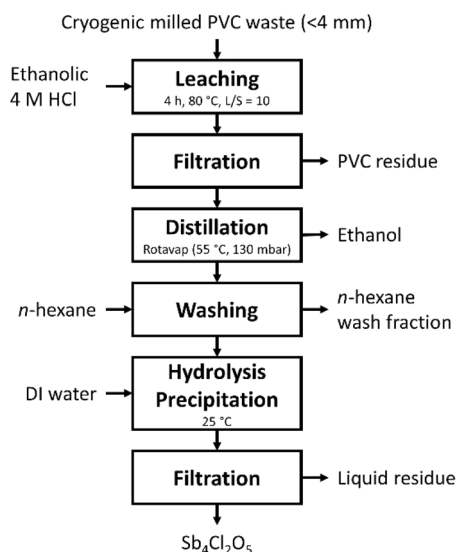 Cryogenic milled PVC waste (<4 mm)
Ethanolic
4 M HCl
Leaching
4 h, 80 °C, L/S = 10
Filtration
PVC residue
Distillation
Rotavap (55 °C, 130 mbar)
Ethanol
n-hexane
Washing
n-hexane
wash fraction
DI water
Hydrolysis
Precipitation
25 °C
Filtration
Liquid residue
Sb₄Cl₂O₅